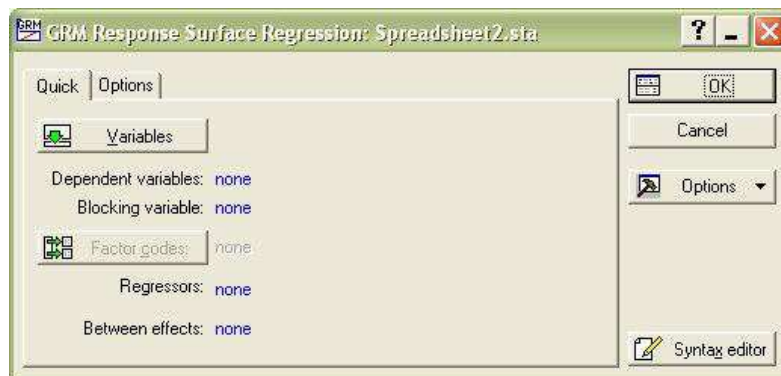 GRM
GRM Response Surface Regression: Spreadsheet2.sta
?
Quick
Options
Variables
Dependent variables: none
Blocking variable: none
Factor codes: none
Regressors: none
Between effects: none
OK
Cancel
Options
Syntax editor